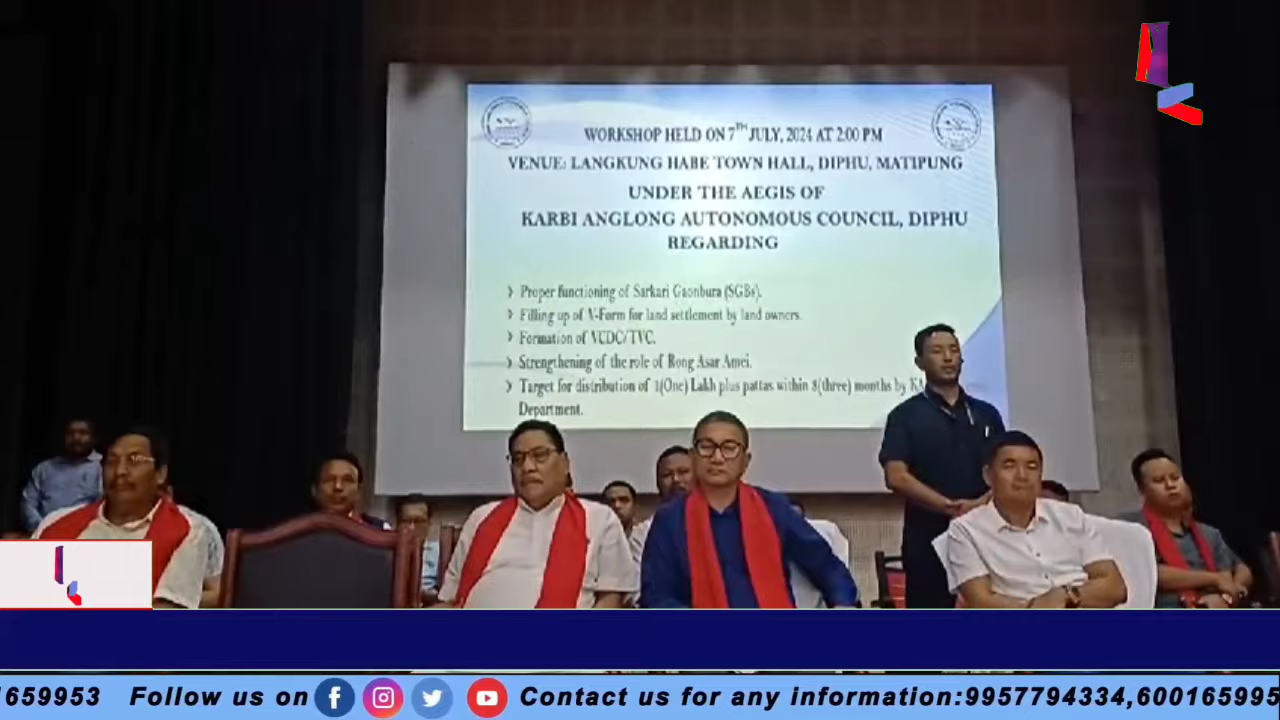 WORKSHOP HELD ON 7TH JULY, 2024 AT 2:00 PM
VENUE: LANGKUNG HABE TOWN HALL, DIPHU, MATIPUNG
UNDER THE AEGIS OF
KARBI ANGLONG AUTONOMOUS COUNCIL, DIPHU
REGARDING
› Proper functioning of Sarkari Gaonbura (SGBs).
› Filling up of V-Form for land settlement by land owners.
› Formation of VCDC/TVC.
› Strengthening of the role of Rong Asar Amei.
› Target for distribution of 1(One) Lakh plus pattas within 3(three) months by
Department.
1659953 Follow us on Contact us for any information:9957794334,600165995